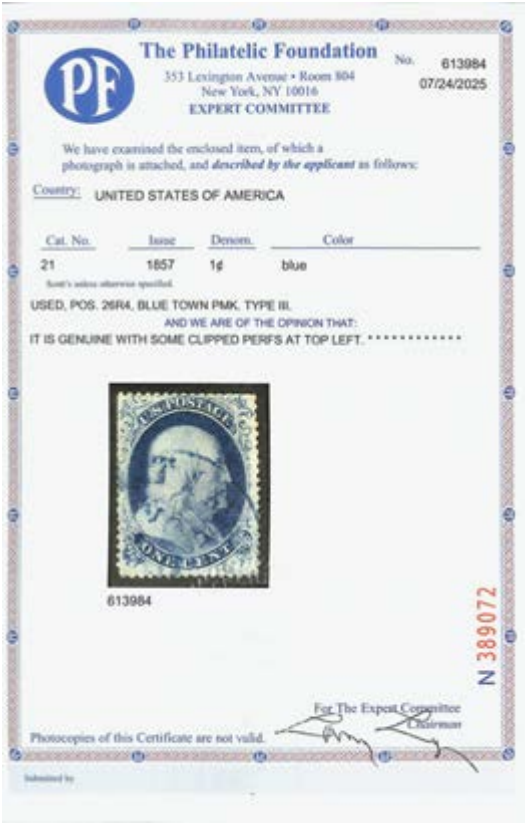 PF
The Philatelic Foundation
353 Lexington Avenue • Room 804
New York, NY 10016
EXPERT COMMITTEE
No. 613984
07/24/2025
We have examined the enclosed item, of which a
photograph is attached, and described by the applicant as follows:
Country: UNITED STATES OF AMERICA
Cat. No. Issue Denom. Color
21 1857 1¢ blue
Scott's unless otherwise specified.
USED, POS. 26R4, BLUE TOWN PMK, TYPE III.
AND WE ARE OF THE OPINION THAT:
IT IS GENUINE WITH SOME CLIPPED PERFS AT TOP LEFT. * * * * * * * * * * * *
U.S. POSTAGE
ONE CENT
613984
N 389072
For The Expert Committee
Chairman
Photocopies of this Certificate are not valid.
Submitted by